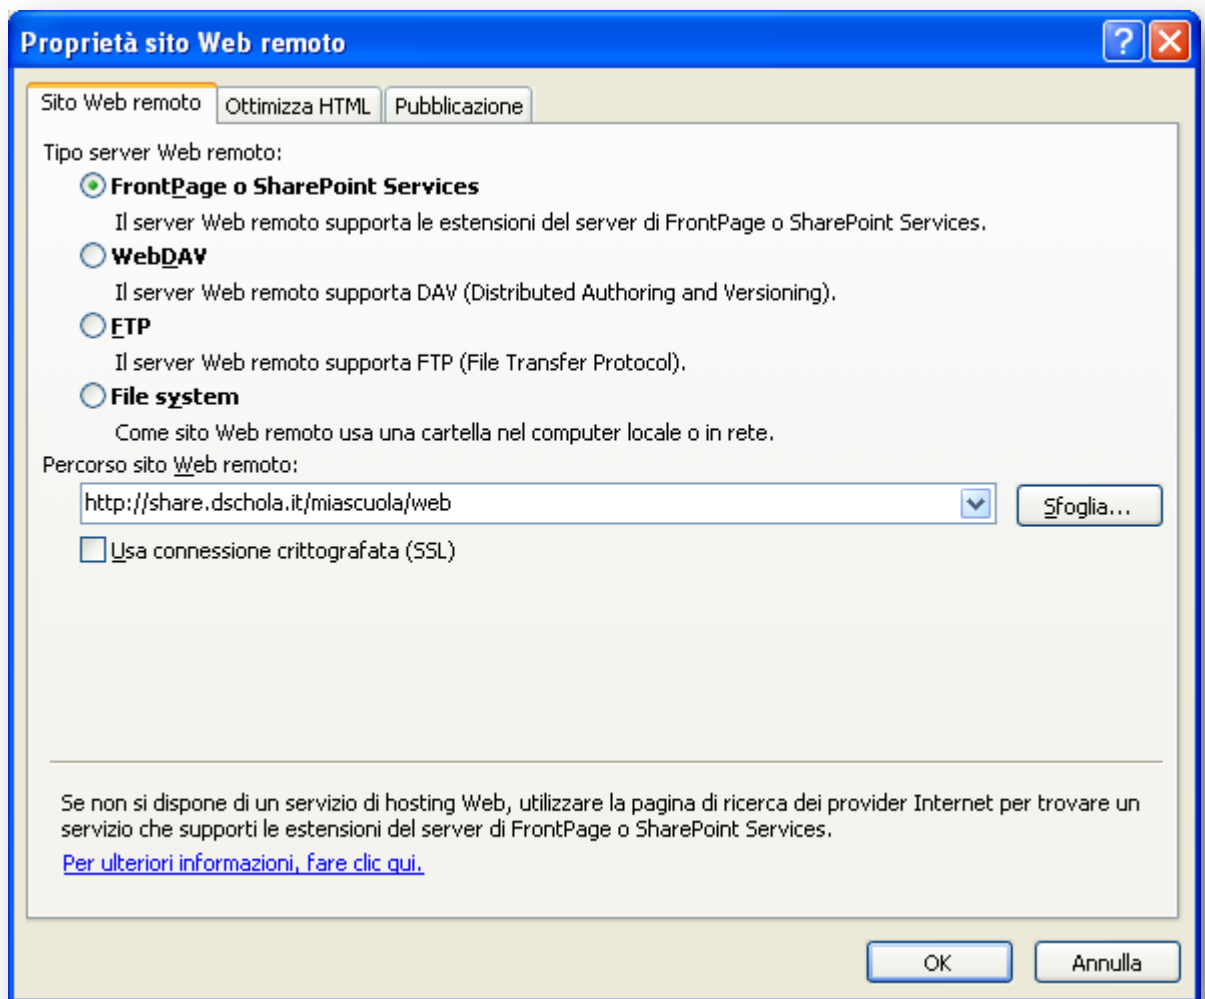 Proprietà sito Web remoto
Sito Web remoto Ottimizza HTML Pubblicazione
Tipo server Web remoto:
FrontPage o SharePoint Services
Il server Web remoto supporta le estensioni del server di FrontPage o SharePoint Services.
WebDAV
Il server Web remoto supporta DAV (Distributed Authoring and Versioning).
FTP
Il server Web remoto supporta FTP (File Transfer Protocol).
File system
Come sito Web remoto usa una cartella nel computer locale o in rete.
Percorso sito Web remoto:
http://share.dschola.it/miascuola/web Sfoglia...
Usa connessione crittografata (SSL)
Se non si dispone di un servizio di hosting Web, utilizzare la pagina di ricerca dei provider Internet per trovare un
servizio che supporti le estensioni del server di FrontPage o SharePoint Services.
Per ulteriori informazioni, fare clic qui.
OK Annulla